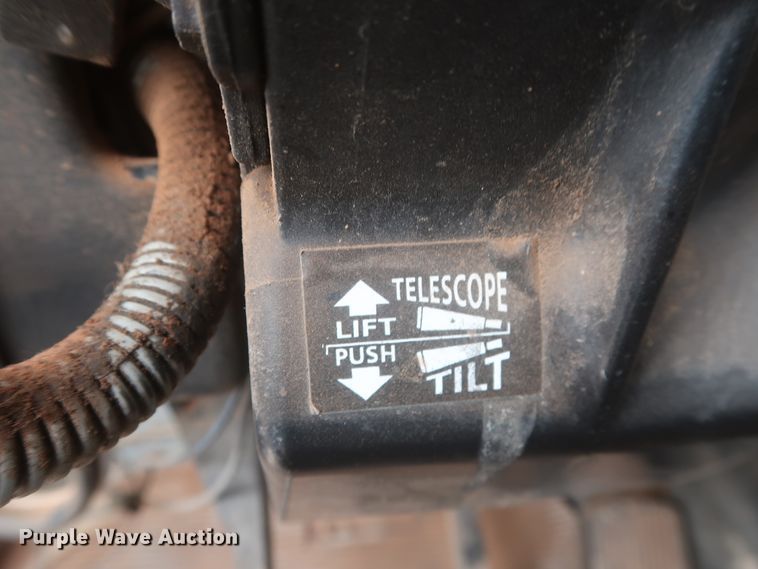 TELESCOPE
LIFT
PUSH
TILT
Purple Wave Auction